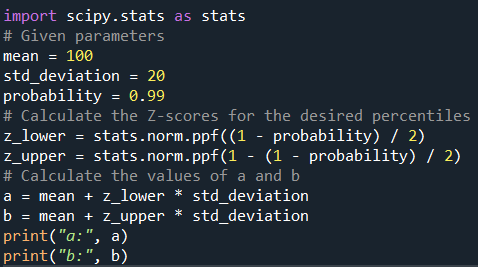 import scipy.stats as stats
# Given parameters
mean = 100
std_deviation = 20
probability = 0.99
# Calculate the Z-scores for the desired percentiles
z_lower = stats.norm.ppf((1 - probability) / 2)
z_upper = stats.norm.ppf(1 - (1 - probability) / 2)
# Calculate the values of a and b
a = mean + z_lower * std_deviation
b = mean + z_upper * std_deviation
print("a:", a)
print("b:", b)